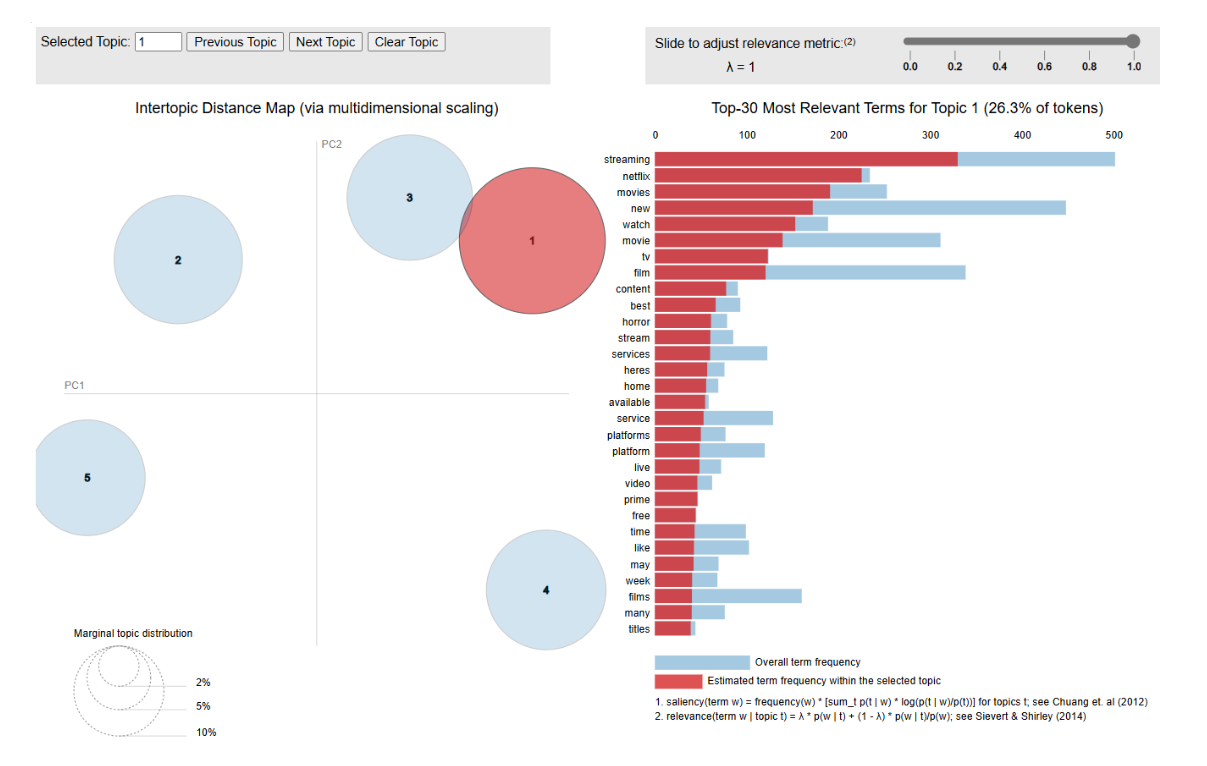 Selected Topic: 1 Previous Topic Next Topic Clear Topic
Slide to adjust relevance metric:(2)
λ = 1
0.0 0.2 0.4 0.6 0.8 1.0
Intertopic Distance Map (via multidimensional scaling)
PC2
PC1
3
1
2
5
4
Marginal topic distribution
2%
5%
10%
Top-30 Most Relevant Terms for Topic 1 (26.3% of tokens)
0 100 200 300 400 500
streaming
netflix
movies
new
watch
movie
tv
film
content
best
horror
stream
services
heres
home
available
service
platforms
platform
live
video
prime
free
time
like
may
week
films
many
titles
Overall term frequency
Estimated term frequency within the selected topic
1. saliency(term w) = frequency(w) * [sum_t p(t | w) * log(p(t | w)/p(t))] for topics t; see Chuang et. al (2012)
2. relevance(term w | topic t) = λ * p(w | t) + (1 - λ) * p(w | t)/p(w); see Sievert & Shirley (2014)